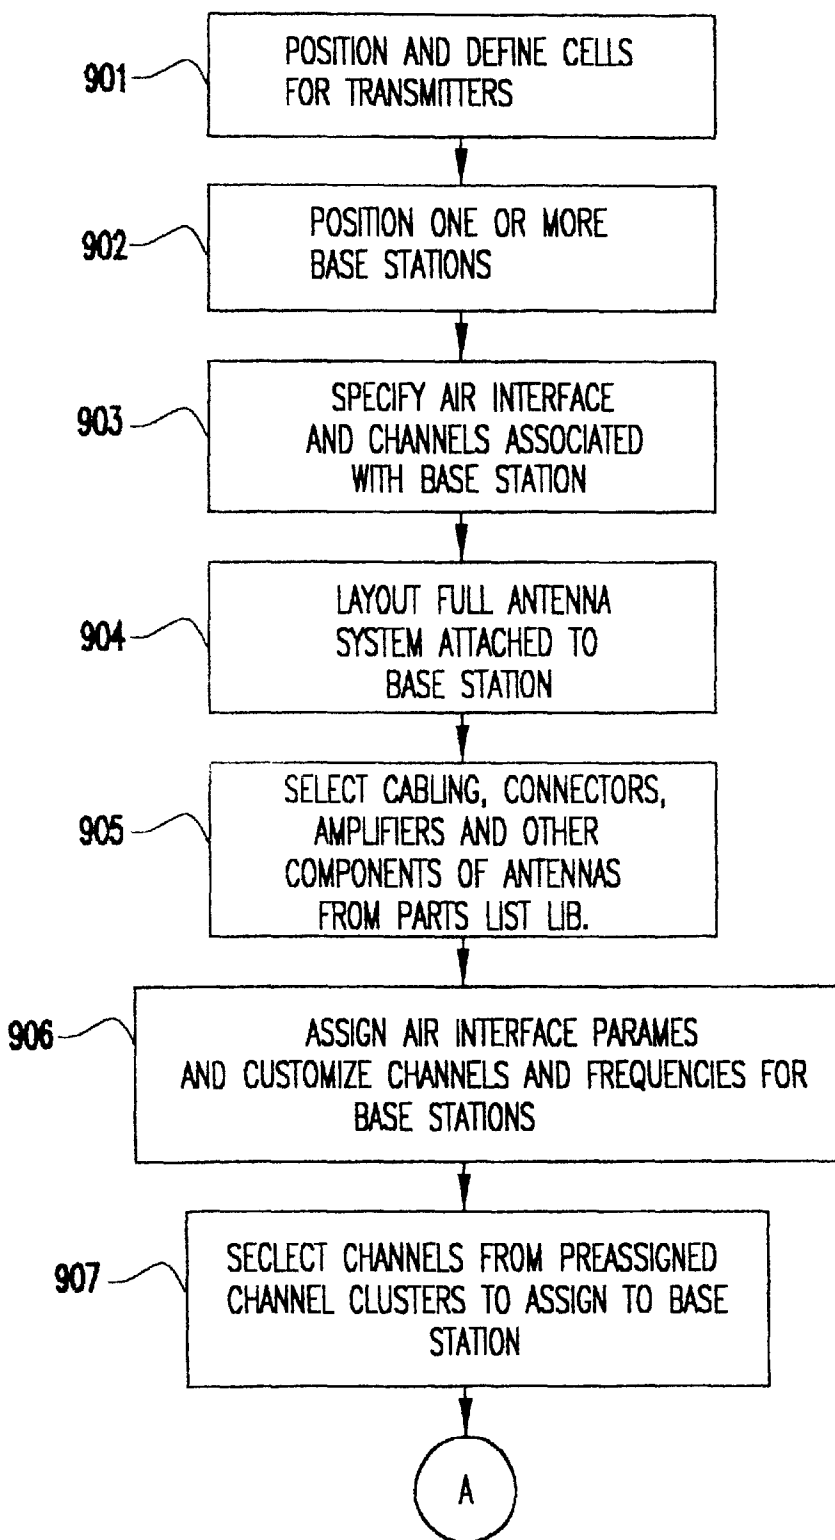 901
POSITION AND DEFINE CELLS
FOR TRANSMITTERS
902
POSITION ONE OR MORE
BASE STATIONS
903
SPECIFY AIR INTERFACE
AND CHANNELS ASSOCIATED
WITH BASE STATION
904
LAYOUT FULL ANTENNA
SYSTEM ATTACHED TO
BASE STATION
905
SELECT CABLING, CONNECTORS,
AMPLIFIERS AND OTHER
COMPONENTS OF ANTENNAS
FROM PARTS LIST LIB.
906
ASSIGN AIR INTERFACE PARAMES
AND CUSTOMIZE CHANNELS AND FREQUENCIES FOR
BASE STATIONS
907
SECLECT CHANNELS FROM PREASSIGNED
CHANNEL CLUSTERS TO ASSIGN TO BASE
STATION
A